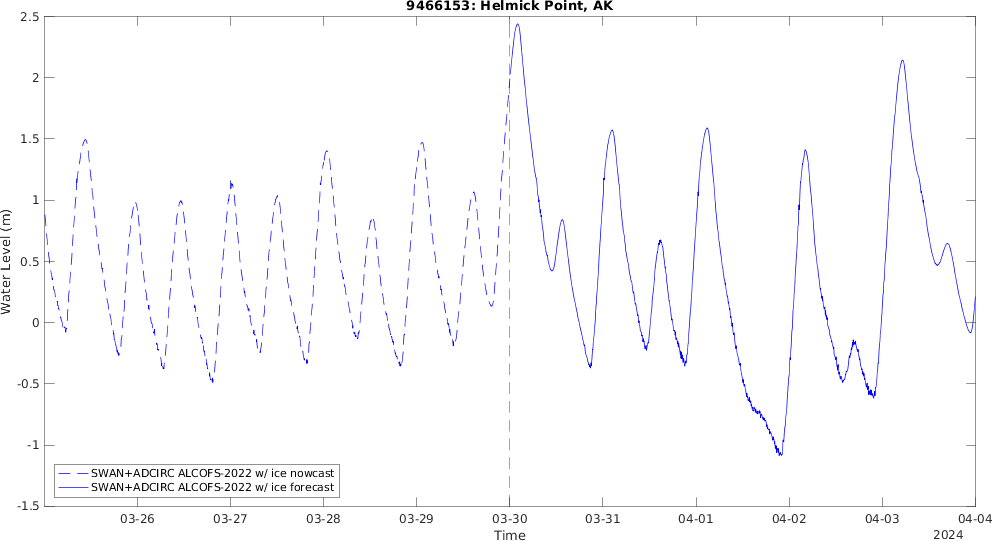 9466153: Helmick Point, AK
2.5
2
1.5
1
0.5
0
-0.5
-1
-1.5
Water Level (m)
SWAN+ADCIRC ALCOFS-2022 w/ ice nowcast
SWAN+ADCIRC ALCOFS-2022 w/ ice forecast
03-26 03-27 03-28 03-29 03-30 03-31 04-01 04-02 04-03 04-04
Time
2024